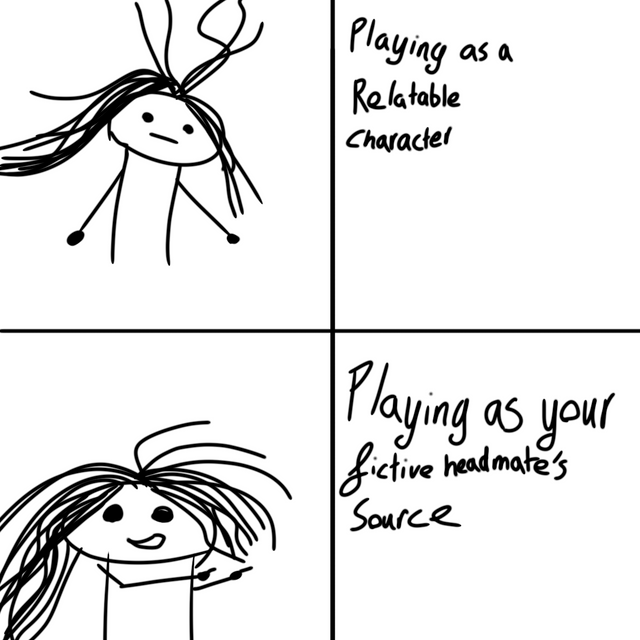 Playing as a
Relatable
Character
Playing as your
fictive headmate's
Source